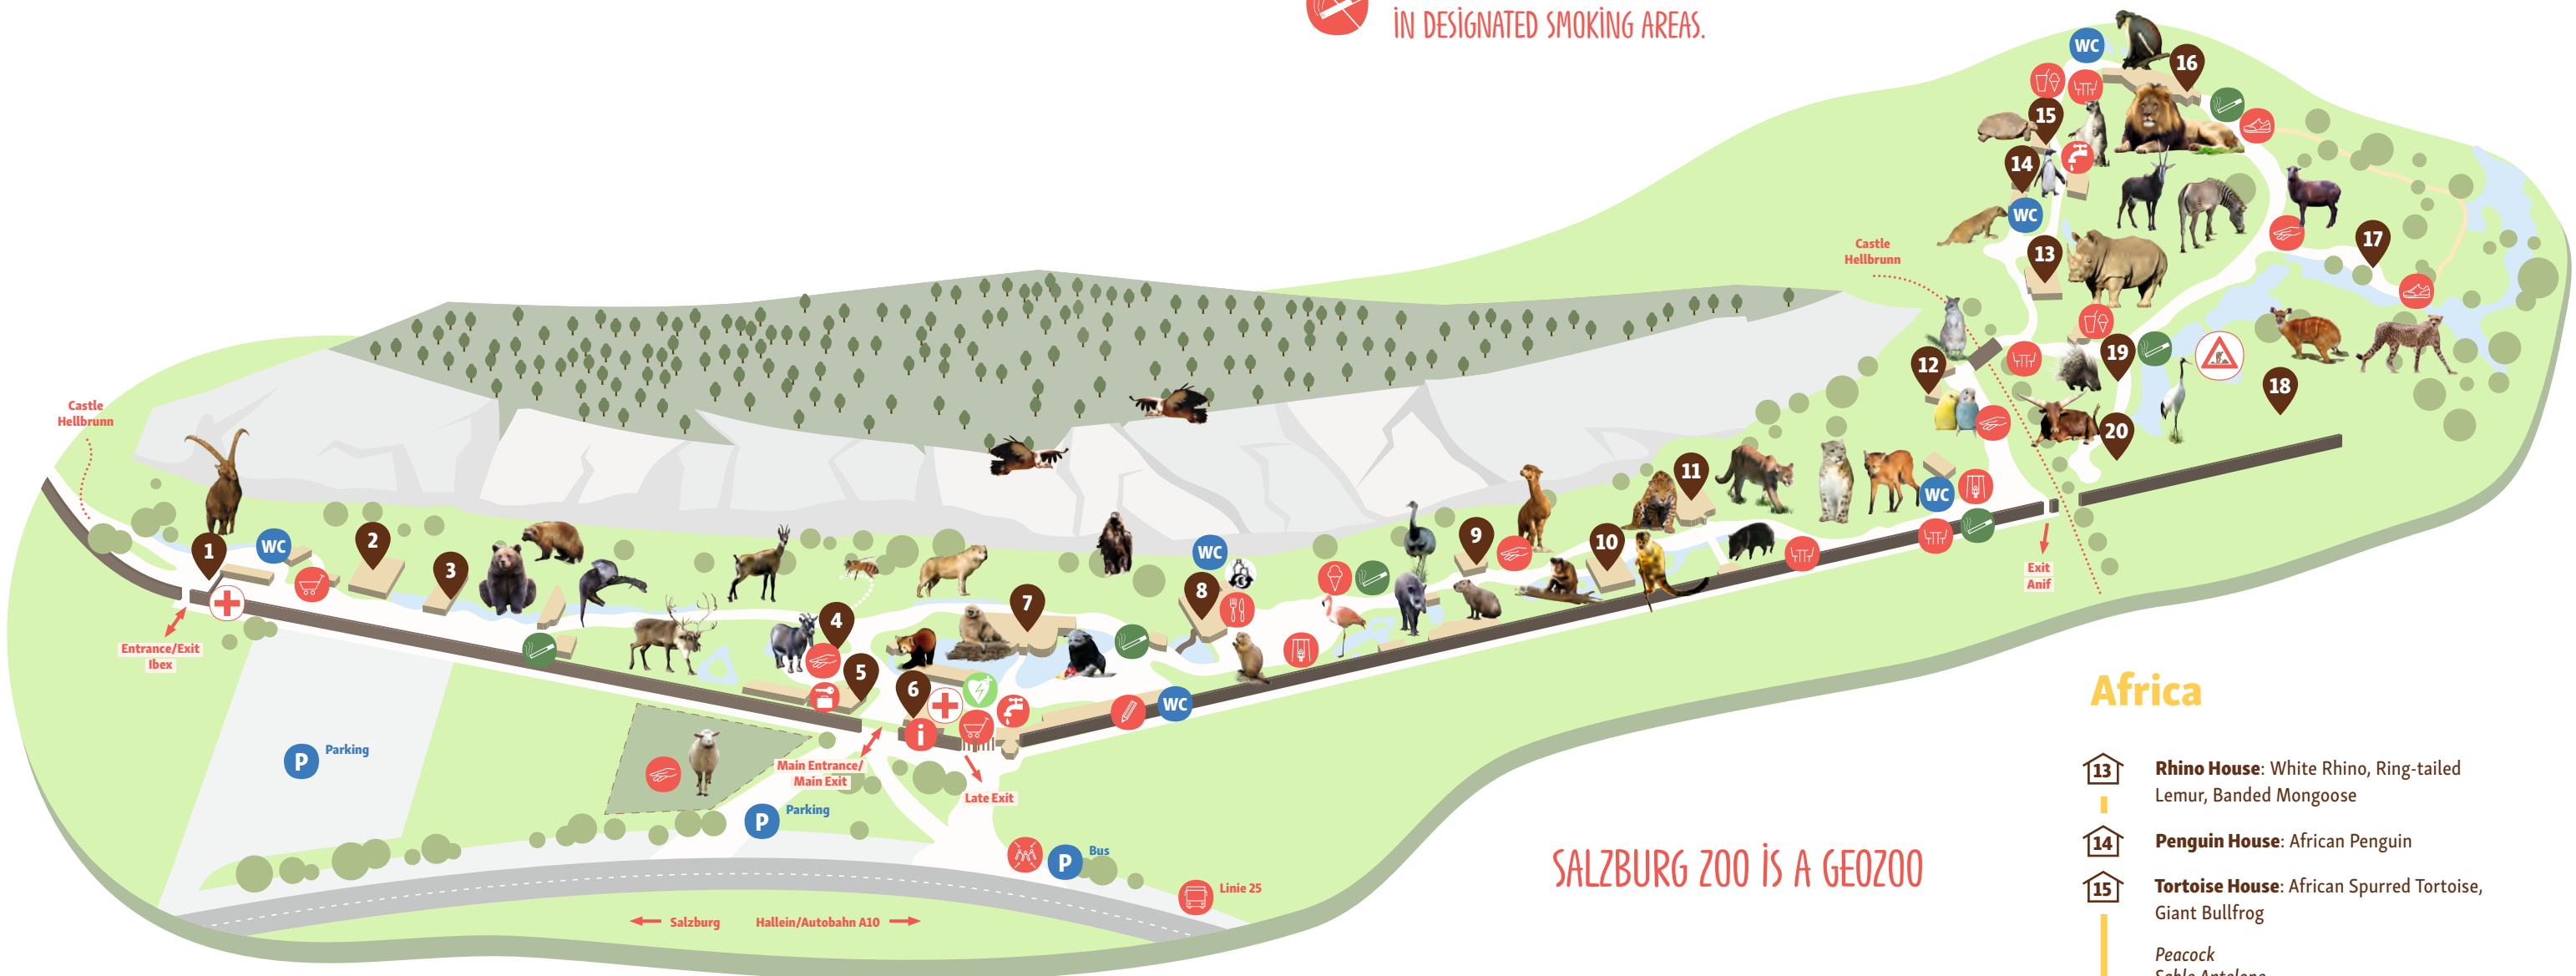 IN DESIGNATED SMOKING AREAS.
WC
16
15
14
WC
13
17
Castle
Hellbrunn
12
19
18
20
Castle
Hellbrunn
11
WC
1
WC
2
3
WC
9
10
Exit
Anif
8
7
4
5
6
Entrance/Exit
Ibex
i
WC
P Parking
Main Entrance/
Main Exit
Late Exit
P Parking
P Bus
Linie 25
Salzburg
Hallein/Autobahn A10
SALZBURG ZOO IS A GEOZOO
Africa
13 Rhino House: White Rhino, Ring-tailed
Lemur, Banded Mongoose
14 Penguin House: African Penguin
15 Tortoise House: African Spurred Tortoise,
Giant Bullfrog
Peacock
Sable Antelope